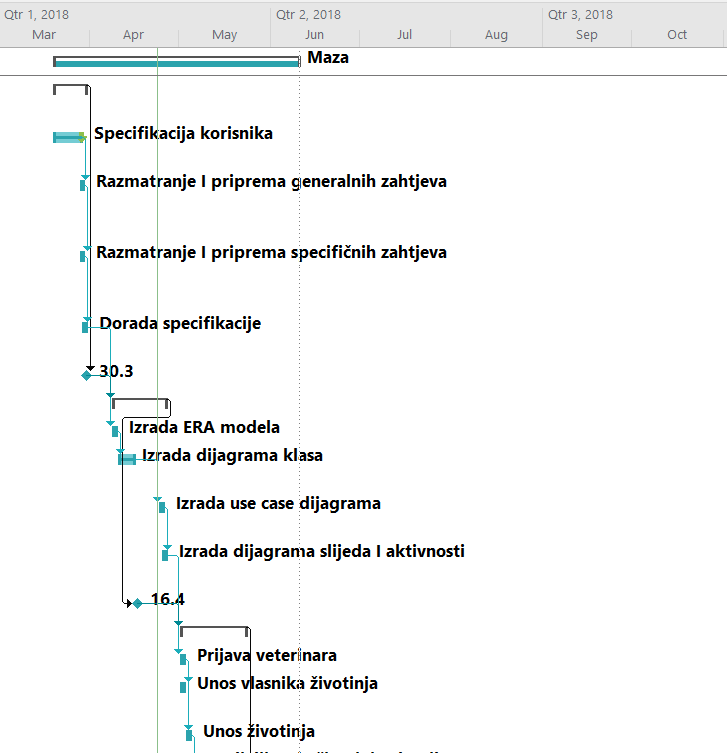 Qtr 1, 2018 Qtr 2, 2018 Qtr 3, 2018
Mar Apr May Jun Jul Aug Sep Oct
Maza
Specifikacija korisnika
Razmatranje I priprema generalnih zahtjeva
Razmatranje I priprema specifičnih zahtjeva
Dorada specifikacije
30.3
Izrada ERA modela
Izrada dijagrama klasa
Izrada use case dijagrama
Izrada dijagrama slijeda I aktivnosti
16.4
Prijava veterinara
Unos vlasnika životinja
Unos životinja